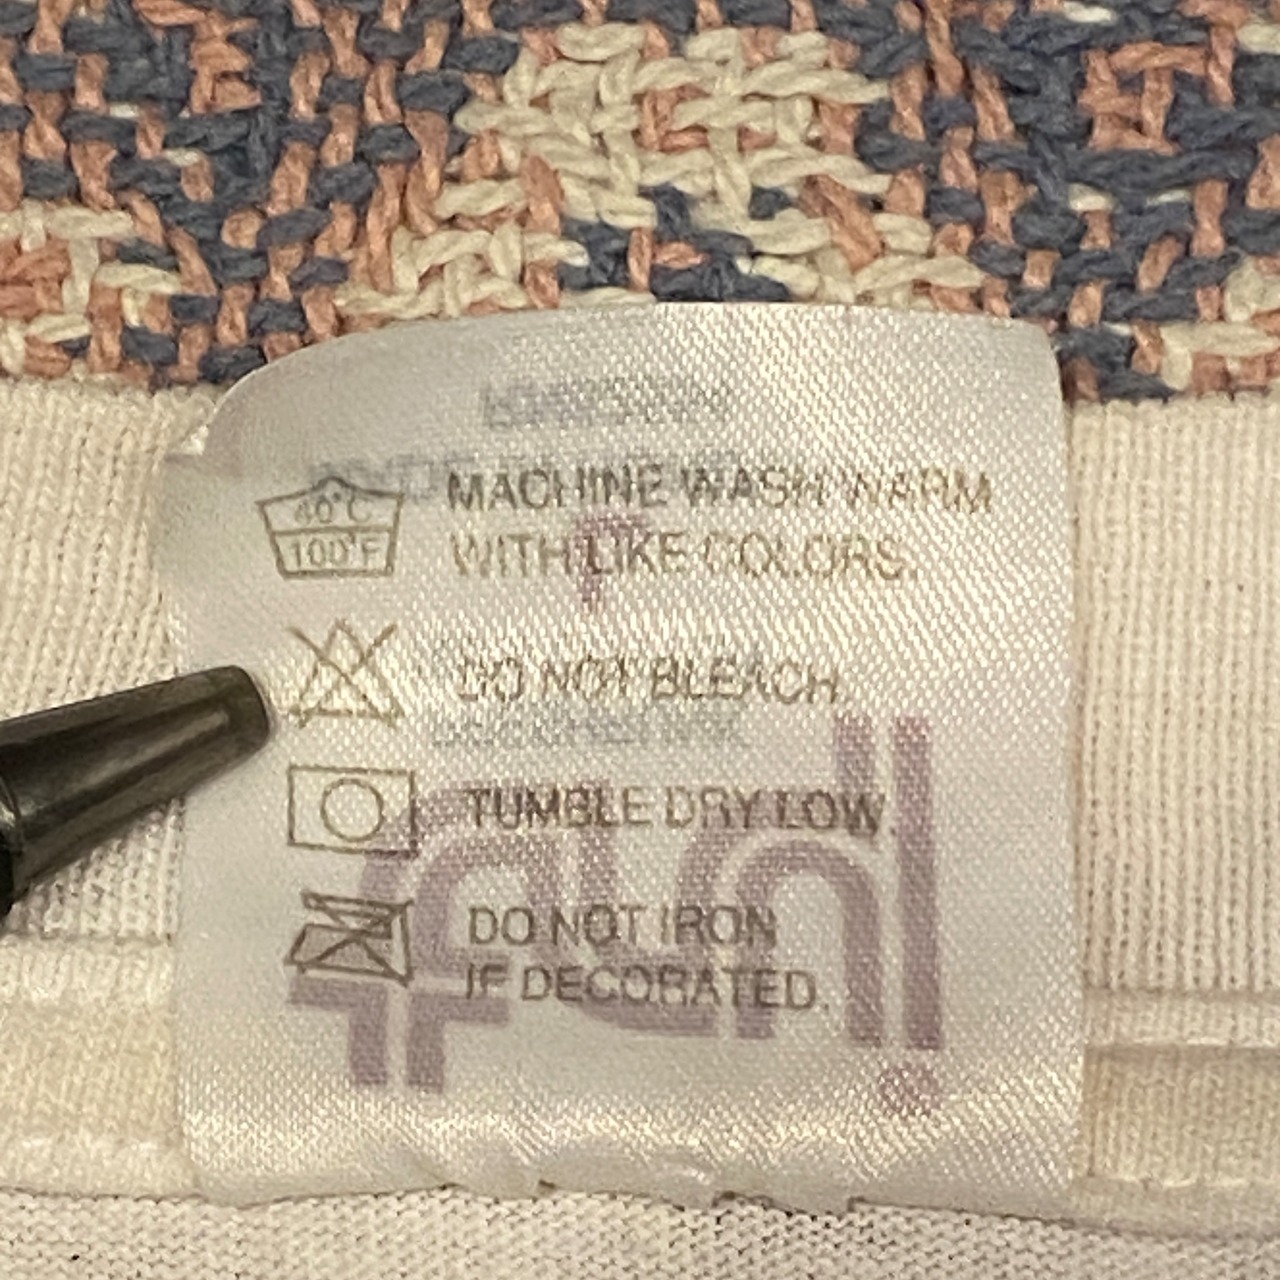 40°C
100°F
MACHINE WASH WARM
WITH LIKE COLORS.
DO NOT BLEACH.
TUMBLE DRY LOW.
DO NOT IRON
IF DECORATED.